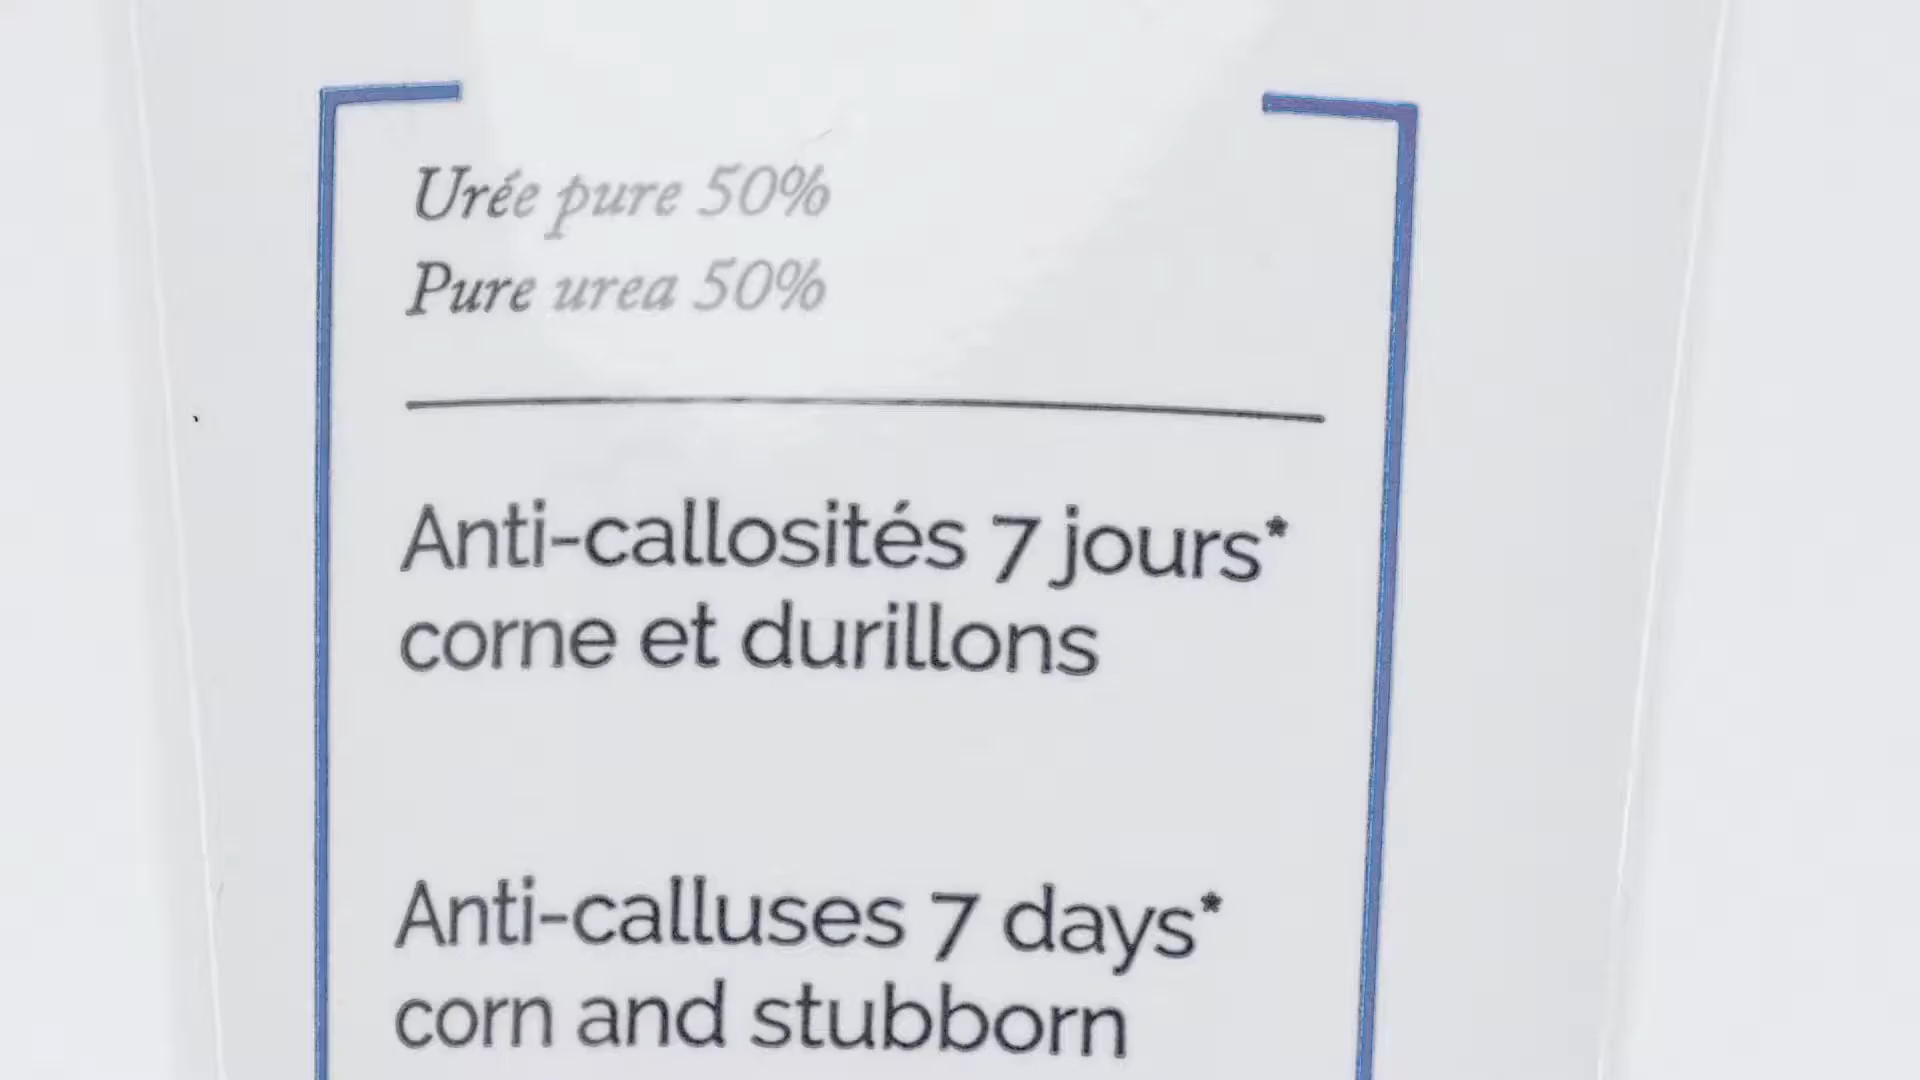 Urée pure 50%
Pure urea 50%
Anti-callosités 7 jours*
corne et durillons
Anti-calluses 7 days*
corn and stubborn